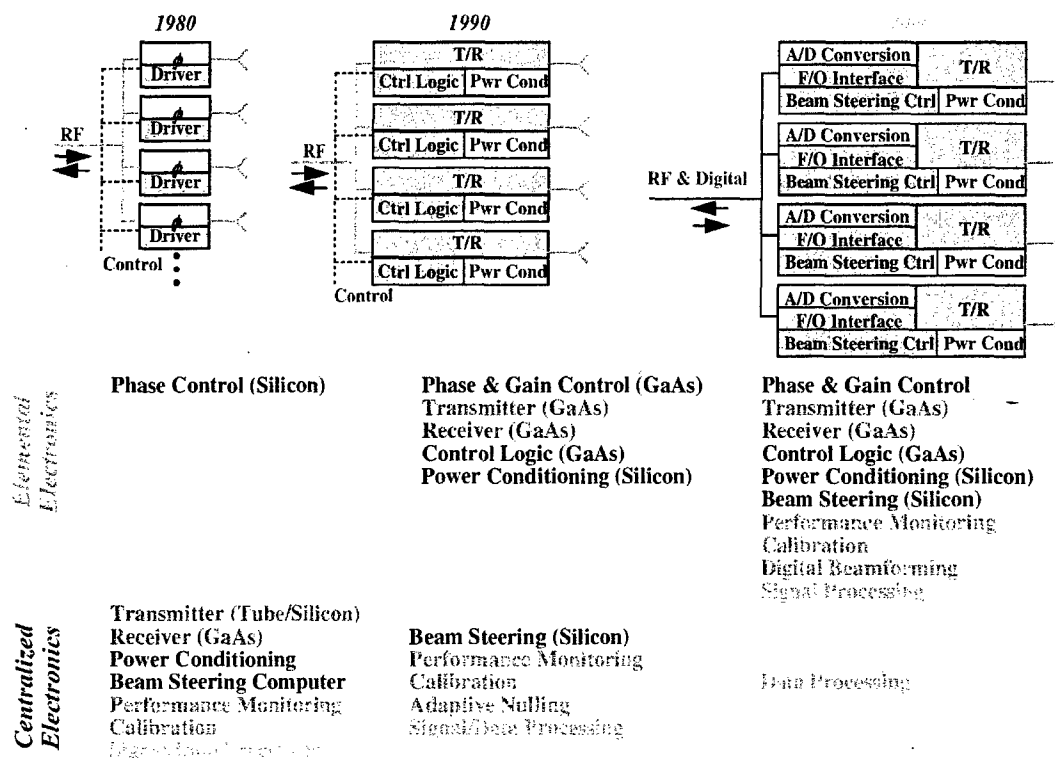 1980
ϕ
Driver
ϕ
Driver
ϕ
Driver
ϕ
Driver
RF
Control
1990
T/R
Ctrl Logic Pwr Cond
T/R
Ctrl Logic Pwr Cond
T/R
Ctrl Logic Pwr Cond
T/R
Ctrl Logic Pwr Cond
RF
Control
A/D Conversion
F/O Interface
T/R
Beam Steering Ctrl Pwr Cond
A/D Conversion
F/O Interface
T/R
Beam Steering Ctrl Pwr Cond
A/D Conversion
F/O Interface
T/R
Beam Steering Ctrl Pwr Cond
A/D Conversion
F/O Interface
T/R
Beam Steering Ctrl Pwr Cond
RF & Digital
Elemental
Electronics
Phase Control (Silicon)
Phase & Gain Control (GaAs)
Transmitter (GaAs)
Receiver (GaAs)
Control Logic (GaAs)
Power Conditioning (Silicon)
Phase & Gain Control
Transmitter (GaAs)
Receiver (GaAs)
Control Logic (GaAs)
Power Conditioning (Silicon)
Beam Steering (Silicon)
Performance Monitoring
Calibration
Digital Beamforming
Signal Processing
Centralized
Electronics
Transmitter (Tube/Silicon)
Receiver (GaAs)
Power Conditioning
Beam Steering Computer
Performance Monitoring
Calibration
Beam Steering (Silicon)
Performance Monitoring
Calibration
Adaptive Nulling
Signal/Data Processing
Data Processing